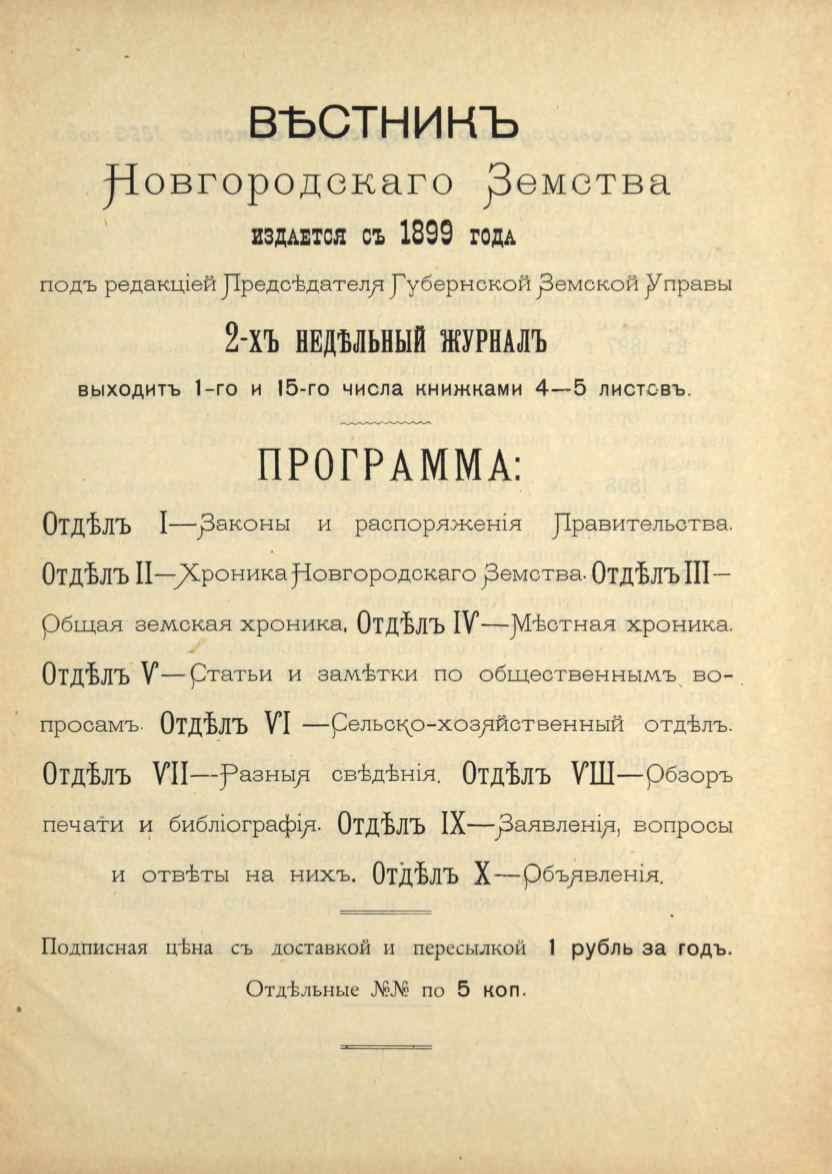 ВѢСТНИКЪ
Новгородскаго Земства
издается съ 1899 года
подъ редакціей Предсѣдателя Губернской Земской Управы
2-хъ НЕДѢЛЬНЫЙ ЖУРНАЛЪ
выходитъ 1-го и 15-го числа книжками 4—5 листовъ.
ПРОГРАММА:
Отдѣлъ I—Законы и распоряженія Правительства.
Отдѣлъ II—Хроника Новгородскаго Земства. Отдѣлъ III—
Общая земская хроника. Отдѣлъ IV—Мѣстная хроника.
Отдѣлъ V—Статьи и замѣтки по общественнымъ во-
просамъ. Отдѣлъ VI—Сельско-хозяйственный отдѣлъ.
Отдѣлъ VII—Разныя свѣдѣнія. Отдѣлъ VIII—Обзоръ
печати и библіографія. Отдѣлъ IX—Заявленія, вопросы
и отвѣты на нихъ. Отдѣлъ X—Объявленія.
Подписная цѣна съ доставкой и пересылкой 1 рубль за годъ.
Отдѣльные №№ по 5 коп.